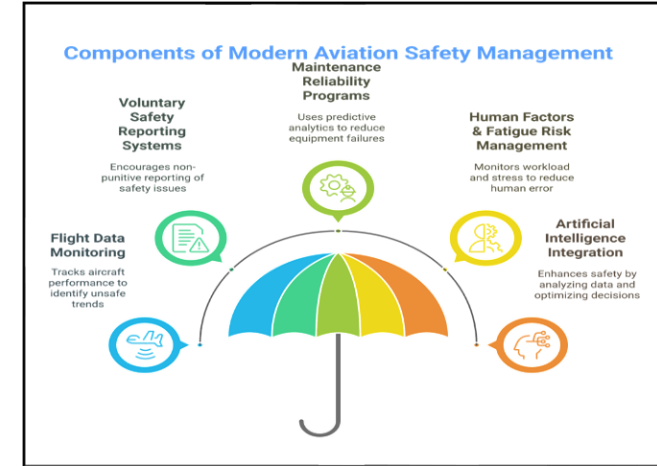 Components of Modern Aviation Safety Management
Maintenance
Reliability
Programs
Uses predictive
analytics to reduce
equipment failures
Voluntary
Safety
Reporting
Systems
Encourages non-
punitive reporting of
safety issues
Human Factors
& Fatigue Risk
Management
Monitors workload
and stress to reduce
human error
Flight Data
Monitoring
Tracks aircraft
performance to
identify unsafe
trends
Artificial
Intelligence
Integration
Enhances safety by
analyzing data and
optimizing decisions